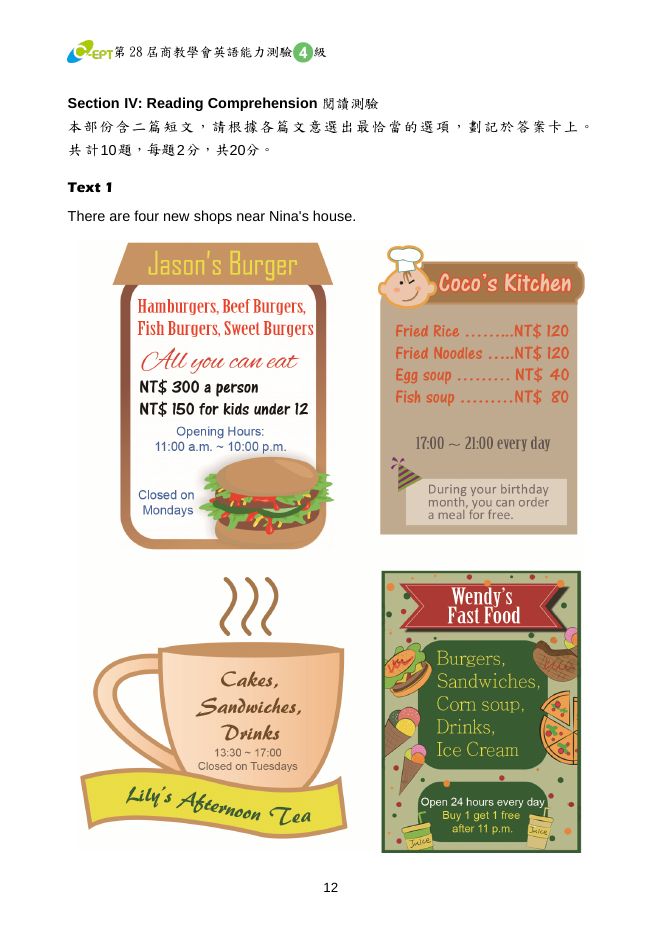 C-EPT 第 28 屆商教學會英語能力測驗 4 級
Section IV: Reading Comprehension 閱讀測驗
本部份含二篇短文，請根據各篇文意選出最恰當的選項，劃記於答案卡上。
共計10題，每題2分，共20分。
Text 1
There are four new shops near Nina's house.
Jason's Burger
Hamburgers, Beef Burgers,
Fish Burgers, Sweet Burgers
All you can eat
NT$ 300 a person
NT$ 150 for kids under 12
Opening Hours:
11:00 a.m. ~ 10:00 p.m.
Closed on
Mondays
Coco's Kitchen
Fried Rice .........NT$ 120
Fried Noodles .....NT$ 120
Egg soup ......... NT$ 40
Fish soup .........NT$ 80
17:00 ~ 21:00 every day
During your birthday
month, you can order
a meal for free.
Cakes,
Sandwiches,
Drinks
13:30 ~ 17:00
Closed on Tuesdays
Lily's Afternoon Tea
Wendy's
Fast Food
Burgers,
Sandwiches,
Corn soup,
Drinks,
Ice Cream
Open 24 hours every day
Buy 1 get 1 free
after 11 p.m.
Juice
Juice
12